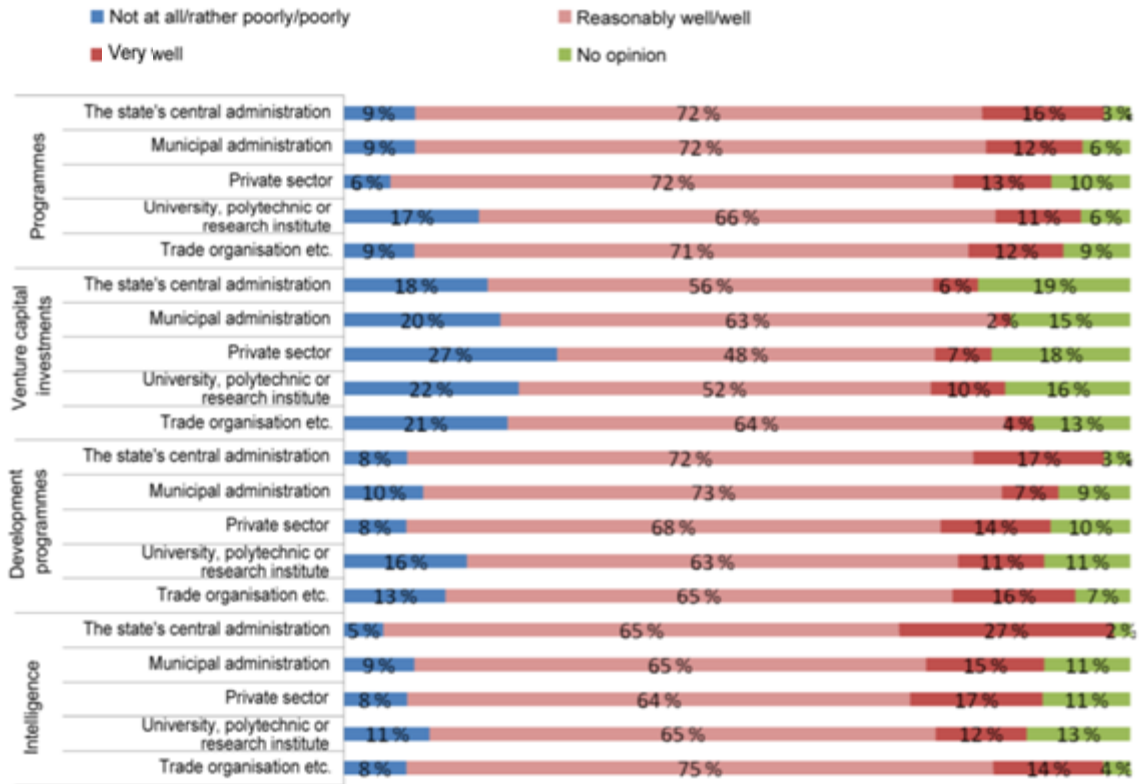 Not at all/rather poorly/poorly
Reasonably well/well
Very well
No opinion
Programmes
The state's central administration
9 % 72 % 16 % 3 %
Municipal administration
9 % 72 % 12 % 6 %
Private sector
6 % 72 % 13 % 10 %
University, polytechnic or
research institute
17 % 66 % 11 % 6 %
Trade organisation etc.
9 % 71 % 12 % 9 %
Venture capital
investments
The state's central administration
18 % 56 % 6 % 19 %
Municipal administration
20 % 63 % 2 % 15 %
Private sector
27 % 48 % 7 % 18 %
University, polytechnic or
research institute
22 % 52 % 10 % 16 %
Trade organisation etc.
21 % 64 % 4 % 13 %
Development
programmes
The state's central administration
8 % 72 % 17 % 3 %
Municipal administration
10 % 73 % 7 % 9 %
Private sector
8 % 68 % 14 % 10 %
University, polytechnic or
research institute
16 % 63 % 11 % 11 %
Trade organisation etc.
13 % 65 % 16 % 7 %
Intelligence
The state's central administration
5 % 65 % 27 % 2 %
Municipal administration
9 % 65 % 15 % 11 %
Private sector
8 % 64 % 17 % 11 %
University, polytechnic or
research institute
11 % 65 % 12 % 13 %
Trade organisation etc.
8 % 75 % 14 % 4 %